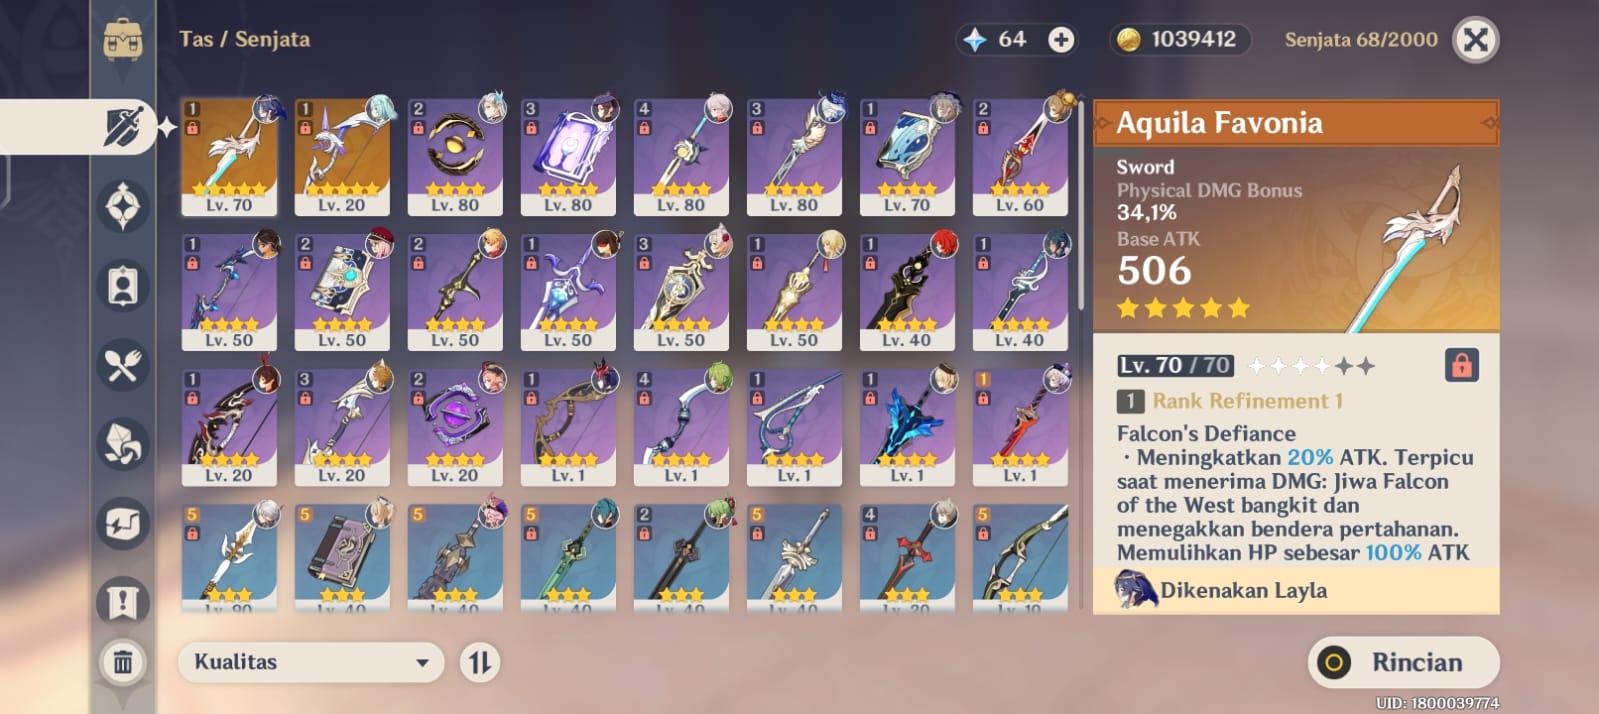 Tas / Senjata
64
1039412
Senjata 68/2000
1 1 2 3 4 3 1 2
Lv. 70 Lv. 20 Lv. 80 Lv. 80 Lv. 80 Lv. 80 Lv. 70 Lv. 60
1 2 2 1 3 1 1 1
Lv. 50 Lv. 50 Lv. 50 Lv. 50 Lv. 50 Lv. 50 Lv. 40 Lv. 40
1 3 2 1 4 1 1 1
Lv. 20 Lv. 20 Lv. 20 Lv. 1 Lv. 1 Lv. 1 Lv. 1 Lv. 1
5 5 5 5 2 5 4 5
Lv. 40 Lv. 40 Lv. 40 Lv. 40 Lv. 40
Aquila Favonia
Sword
Physical DMG Bonus
34,1%
Base ATK
506
Lv. 70 / 70
1 Rank Refinement 1
Falcon's Defiance
· Meningkatkan 20% ATK. Terpicu
saat menerima DMG: Jiwa Falcon
of the West bangkit dan
menegakkan bendera pertahanan.
Memulihkan HP sebesar 100% ATK
Dikenakan Layla
Kualitas
Rincian
UID: 1800039774